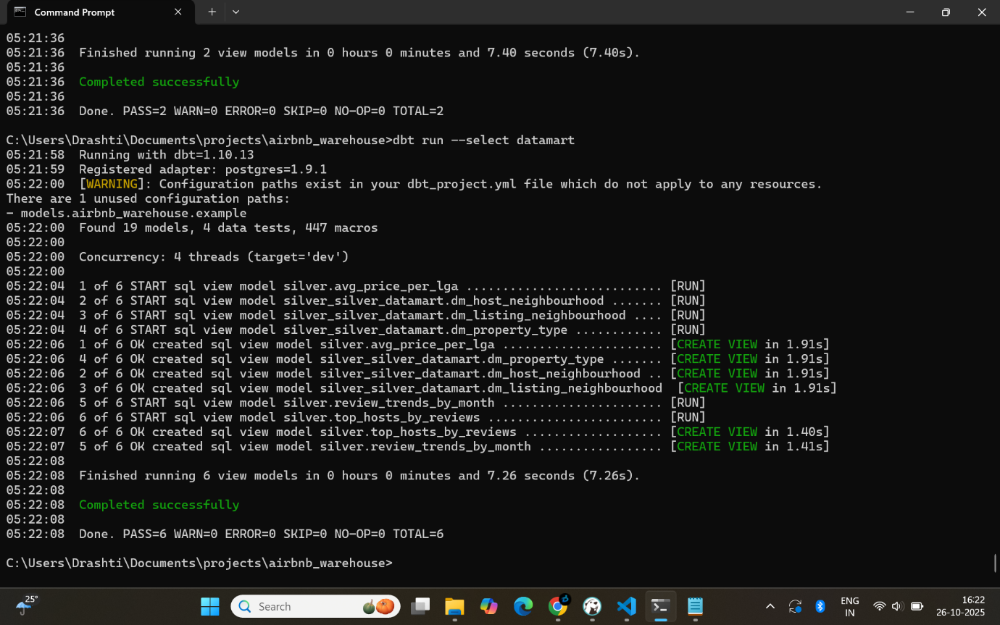 Command Prompt
05:21:36
05:21:36  Finished running 2 view models in 0 hours 0 minutes and 7.40 seconds (7.40s).
05:21:36
05:21:36  Completed successfully
05:21:36
05:21:36  Done. PASS=2 WARN=0 ERROR=0 SKIP=0 NO-OP=0 TOTAL=2
C:\Users\Drashti\Documents\projects\airbnb_warehouse>dbt run --select datamart
05:21:58  Running with dbt=1.10.13
05:21:59  Registered adapter: postgres=1.9.1
05:22:00  [WARNING]: Configuration paths exist in your dbt_project.yml file which do not apply to any resources.
There are 1 unused configuration paths:
- models.airbnb_warehouse.example
05:22:00  Found 19 models, 4 data tests, 447 macros
05:22:00
05:22:00  Concurrency: 4 threads (target='dev')
05:22:00
05:22:04  1 of 6 START sql view model silver.avg_price_per_lga ........................... [RUN]
05:22:04  2 of 6 START sql view model silver_silver_datamart.dm_host_neighbourhood ....... [RUN]
05:22:04  3 of 6 START sql view model silver_silver_datamart.dm_listing_neighbourhood .... [RUN]
05:22:04  4 of 6 START sql view model silver_silver_datamart.dm_property_type ............ [RUN]
05:22:06  1 of 6 OK created sql view model silver.avg_price_per_lga ...................... [CREATE VIEW in 1.91s]
05:22:06  4 of 6 OK created sql view model silver_silver_datamart.dm_property_type ....... [CREATE VIEW in 1.91s]
05:22:06  2 of 6 OK created sql view model silver_silver_datamart.dm_host_neighbourhood .. [CREATE VIEW in 1.91s]
05:22:06  3 of 6 OK created sql view model silver_silver_datamart.dm_listing_neighbourhood  [CREATE VIEW in 1.91s]
05:22:06  5 of 6 START sql view model silver.review_trends_by_month ...................... [RUN]
05:22:06  6 of 6 START sql view model silver.top_hosts_by_reviews ........................ [RUN]
05:22:07  6 of 6 OK created sql view model silver.top_hosts_by_reviews ................... [CREATE VIEW in 1.40s]
05:22:07  5 of 6 OK created sql view model silver.review_trends_by_month ................. [CREATE VIEW in 1.41s]
05:22:08
05:22:08  Finished running 6 view models in 0 hours 0 minutes and 7.26 seconds (7.26s).
05:22:08
05:22:08  Completed successfully
05:22:08
05:22:08  Done. PASS=6 WARN=0 ERROR=0 SKIP=0 NO-OP=0 TOTAL=6
C:\Users\Drashti\Documents\projects\airbnb_warehouse>
25°
Search
ENG
IN
16:22
26-10-2025